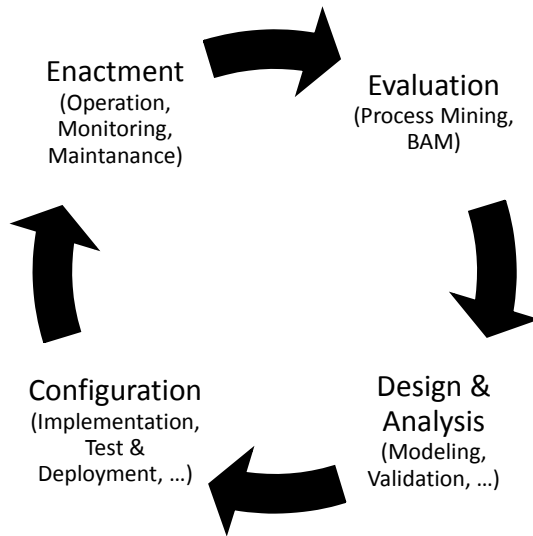 Enactment
(Operation,
Monitoring,
Maintanance)
Evaluation
(Process Mining,
BAM)
Configuration
(Implementation,
Test &
Deployment, ...)
Design &
Analysis
(Modeling,
Validation, ...)